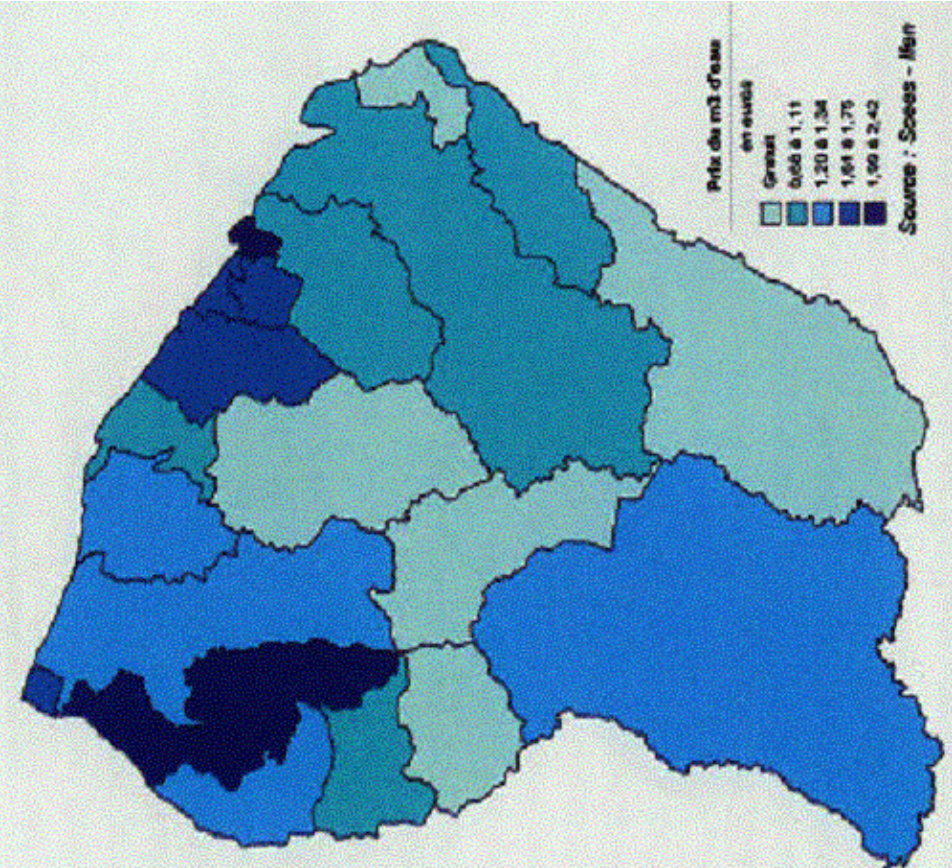 Prix du m3 d'eau
en euros
Gratuit
0,68 à 1,11
1,20 à 1,34
1,61 à 1,75
1,99 à 2,42
Source : Scees - Ifen